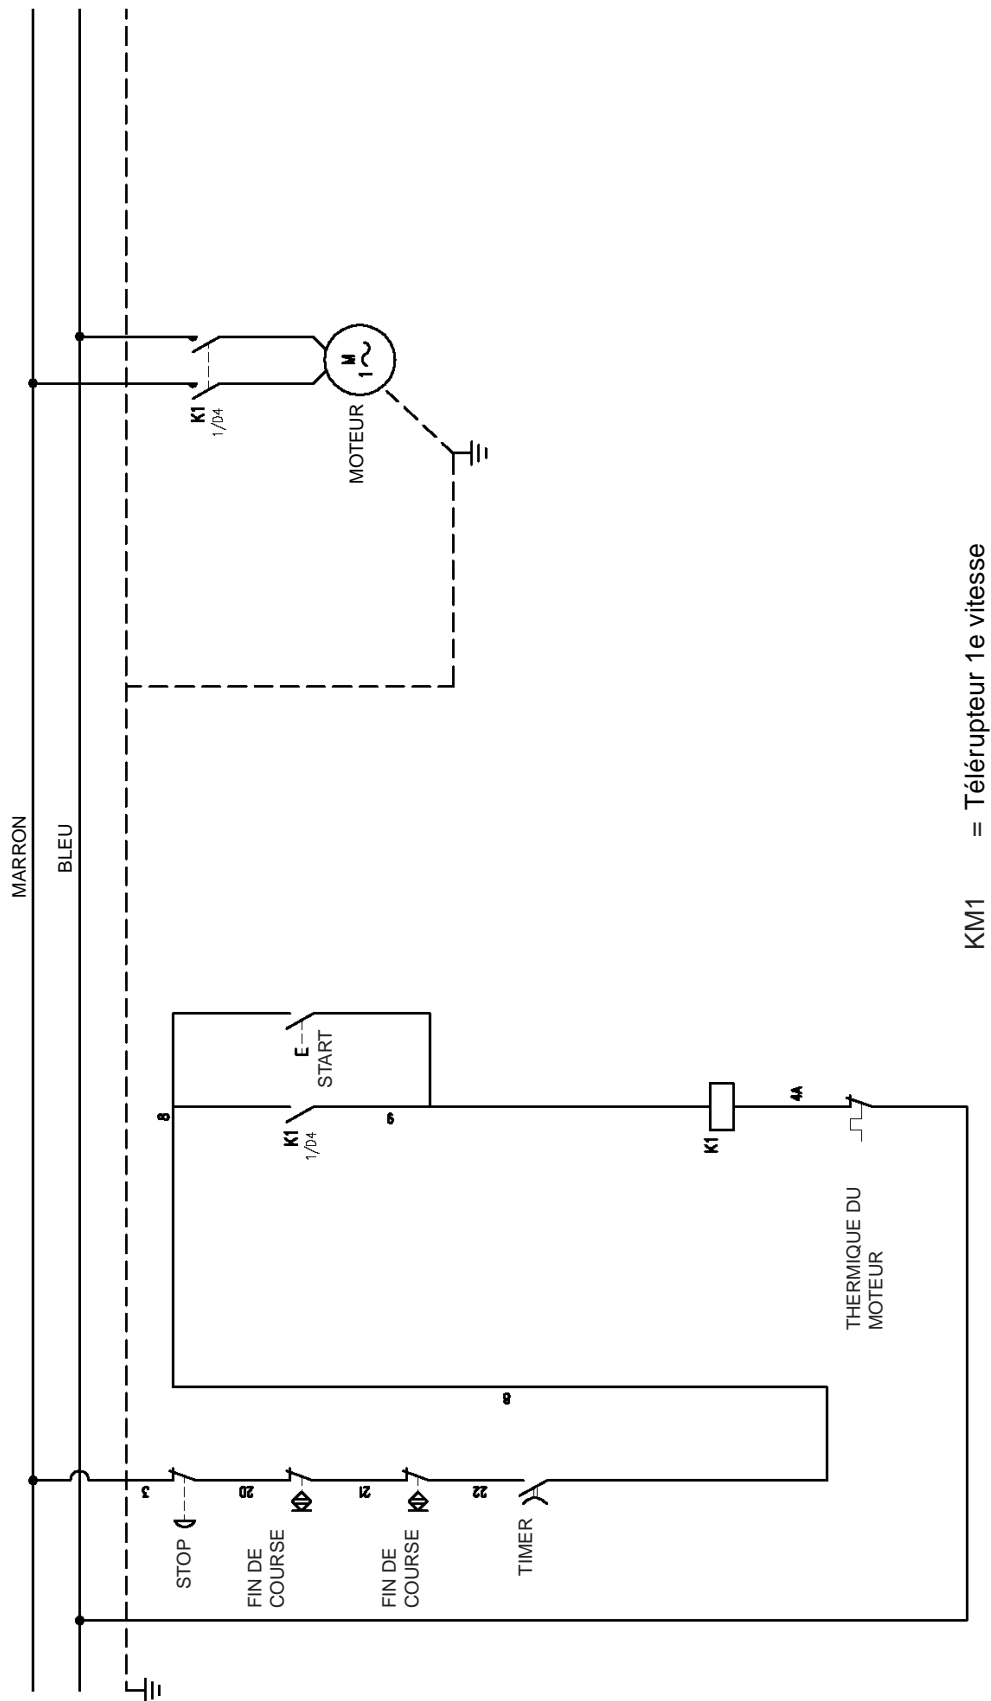 MARRON
BLEU
K1
1/D4
M
1~
MOTEUR
8
K1
1/D4
E
START
9
K1
4A
THERMIQUE DU
MOTEUR
8
3
STOP
20
FIN DE
COURSE
21
FIN DE
COURSE
22
TIMER
KM1 = Télérupteur 1e vitesse